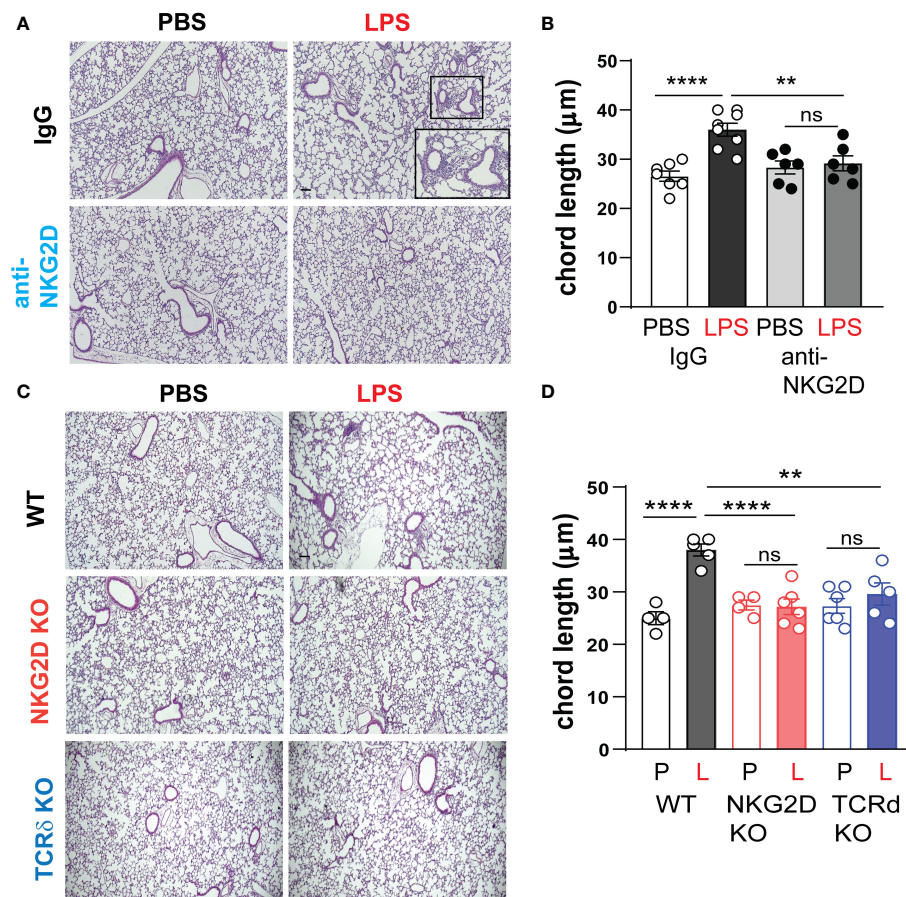 A
PBS
LPS
IgG
anti-
NKG2D
B
chord length (μm)
50
40
30
20
10
0
****
**
ns
PBS LPS PBS LPS
IgG
anti-
NKG2D
C
PBS
LPS
WT
NKG2D KO
TCRδ KO
D
chord length (μm)
50
40
30
20
10
0
**
****
****
ns
ns
P L P L P L
WT
NKG2D
KO
TCRd
KO